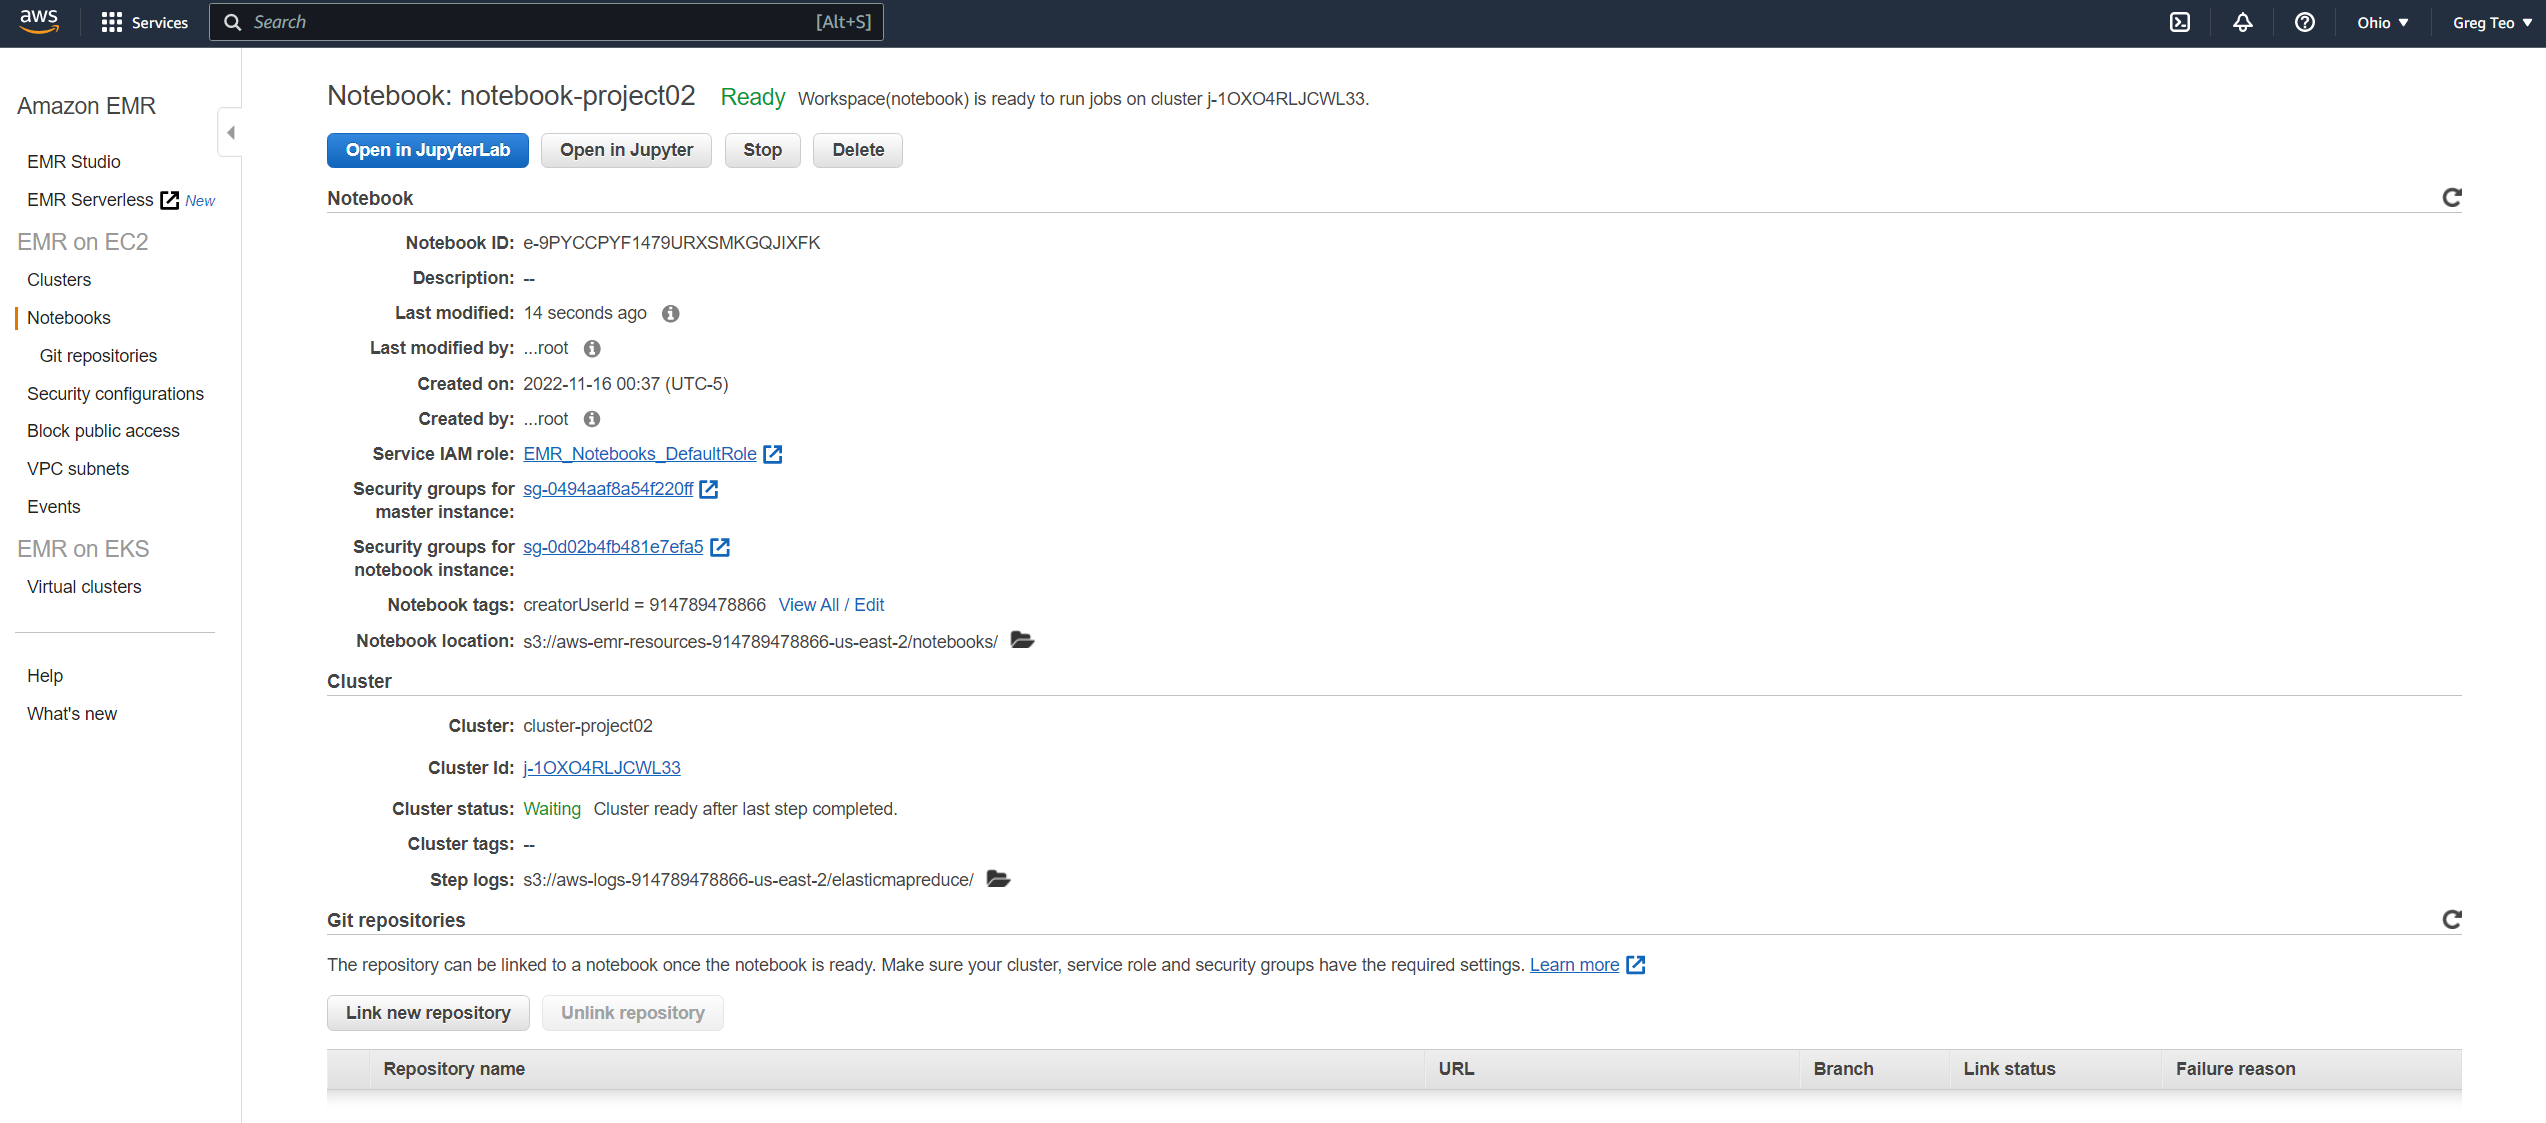 aws Services Search [Alt+S] Ohio Greg Teo
Amazon EMR
EMR Studio
EMR Serverless New
EMR on EC2
Clusters
Notebooks
Git repositories
Security configurations
Block public access
VPC subnets
Events
EMR on EKS
Virtual clusters
Help
What's new
Notebook: notebook-project02 Ready Workspace(notebook) is ready to run jobs on cluster j-1OXO4RLJCWL33.
Open in JupyterLab Open in Jupyter Stop Delete
Notebook
Notebook ID: e-9PYCCPYF1479URXSMKGQJIXFK
Description: --
Last modified: 14 seconds ago
Last modified by: ...root
Created on: 2022-11-16 00:37 (UTC-5)
Created by: ...root
Service IAM role: EMR_Notebooks_DefaultRole
Security groups for sg-0494aaf8a54f220ff
master instance:
Security groups for sg-0d02b4fb481e7efa5
notebook instance:
Notebook tags: creatorUserId = 914789478866 View All / Edit
Notebook location: s3://aws-emr-resources-914789478866-us-east-2/notebooks/
Cluster
Cluster: cluster-project02
Cluster Id: j-1OXO4RLJCWL33
Cluster status: Waiting Cluster ready after last step completed.
Cluster tags: --
Step logs: s3://aws-logs-914789478866-us-east-2/elasticmapreduce/
Git repositories
The repository can be linked to a notebook once the notebook is ready. Make sure your cluster, service role and security groups have the required settings. Learn more
Link new repository Unlink repository
Repository name URL Branch Link status Failure reason